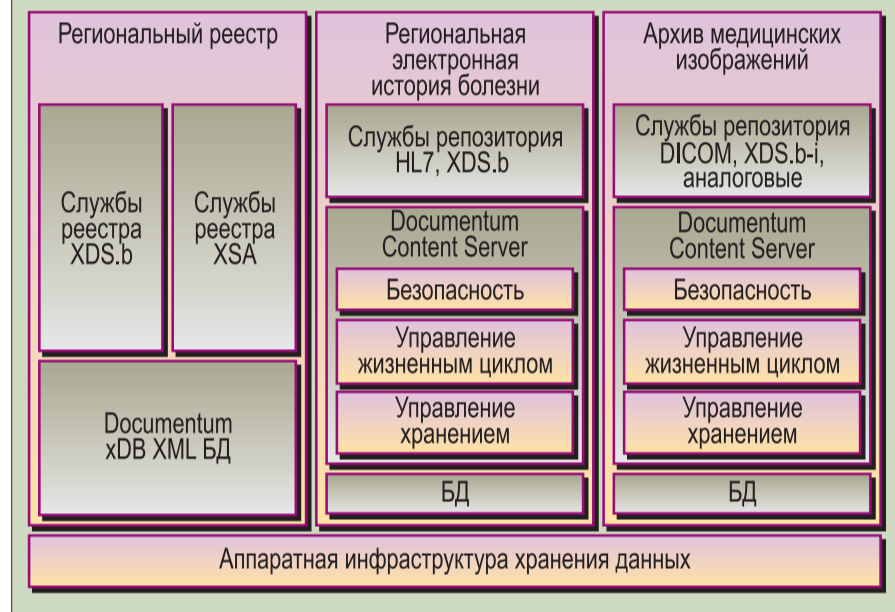 Региональный реестр
Службы
реестра
XDS.b
Службы
реестра
XSA
Documentum
xDB XML БД
Региональная
электронная
история болезни
Службы репозитория
HL7, XDS.b
Documentum
Content Server
Безопасность
Управление
жизненным циклом
Управление
хранением
БД
Архив медицинских
изображений
Службы репозитория
DICOM, XDS.b-i,
аналоговые
Documentum
Content Server
Безопасность
Управление
жизненным циклом
Управление
хранением
БД
Аппаратная инфраструктура хранения данных